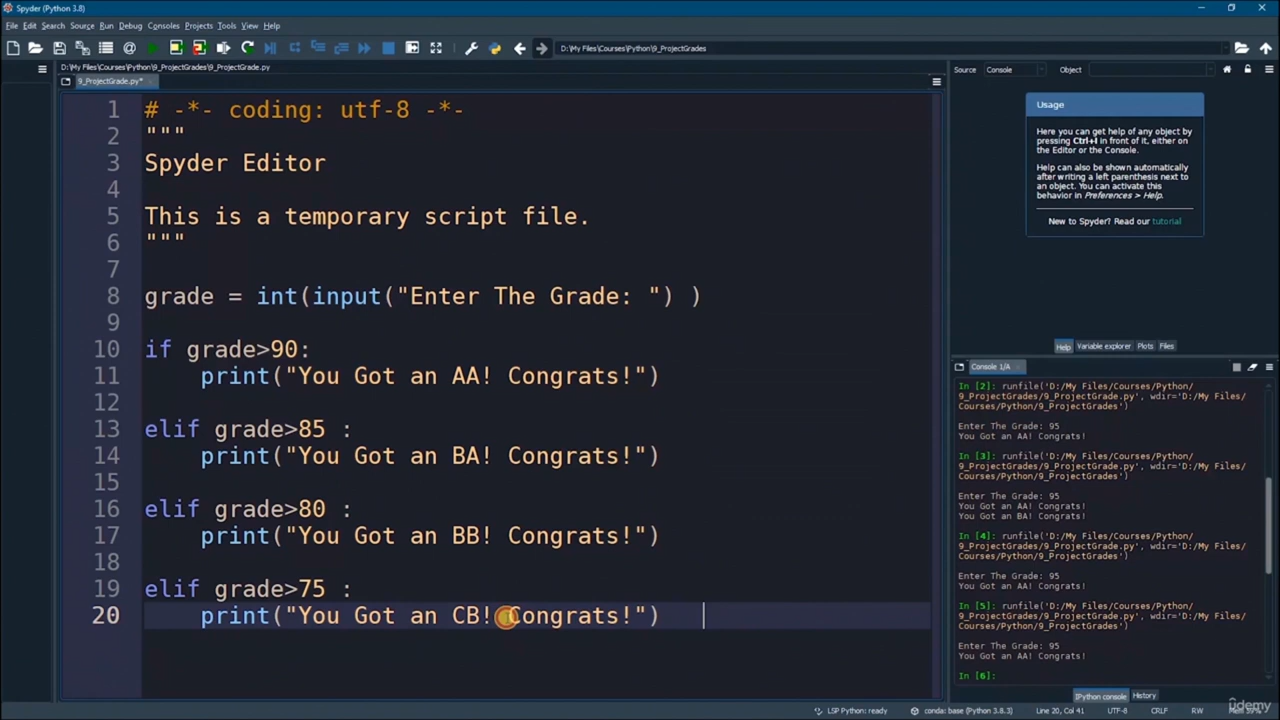 Spyder (Python 3.8)
File Edit Search Source Run Debug Consoles Projects Tools View Help
D:\My Files\Courses\Python\9_ProjectGrades
D:\My Files\Courses\Python\9_ProjectGrades\9_ProjectGrade.py
9_ProjectGrade.py*
1 # -*- coding: utf-8 -*-
2 """
3 Spyder Editor
4
5 This is a temporary script file.
6 """
7
8 grade = int(input("Enter The Grade: ") )
9
10 if grade>90:
11 print("You Got an AA! Congrats!")
12
13 elif grade>85 :
14 print("You Got an BA! Congrats!")
15
16 elif grade>80 :
17 print("You Got an BB! Congrats!")
18
19 elif grade>75 :
20 print("You Got an CB! Congrats!")
Source Console Object
Usage
Here you can get help of any object by
pressing Ctrl+I in front of it, either on
the Editor or the Console.
Help can also be shown automatically
after writing a left parenthesis next to
an object. You can activate this
behavior in Preferences > Help.
New to Spyder? Read our tutorial
Help Variable explorer Plots Files
Console 1/A
In [2]: runfile('D:/My Files/Courses/Python/
9_ProjectGrades/9_ProjectGrade.py', wdir='D:/My Files/
Courses/Python/9_ProjectGrades')
Enter The Grade: 95
You Got an AA! Congrats!
In [3]: runfile('D:/My Files/Courses/Python/
9_ProjectGrades/9_ProjectGrade.py', wdir='D:/My Files/
Courses/Python/9_ProjectGrades')
Enter The Grade: 95
You Got an AA! Congrats!
You Got an BA! Congrats!
In [4]: runfile('D:/My Files/Courses/Python/
9_ProjectGrades/9_ProjectGrade.py', wdir='D:/My Files/
Courses/Python/9_ProjectGrades')
Enter The Grade: 95
You Got an AA! Congrats!
In [5]: runfile('D:/My Files/Courses/Python/
9_ProjectGrades/9_ProjectGrade.py', wdir='D:/My Files/
Courses/Python/9_ProjectGrades')
Enter The Grade: 95
You Got an AA! Congrats!
In [6]:
IPython console History
LSP Python: ready conda: base (Python 3.8.3) Line 20, Col 41 UTF-8 CRLF RW Mem
ûdemy